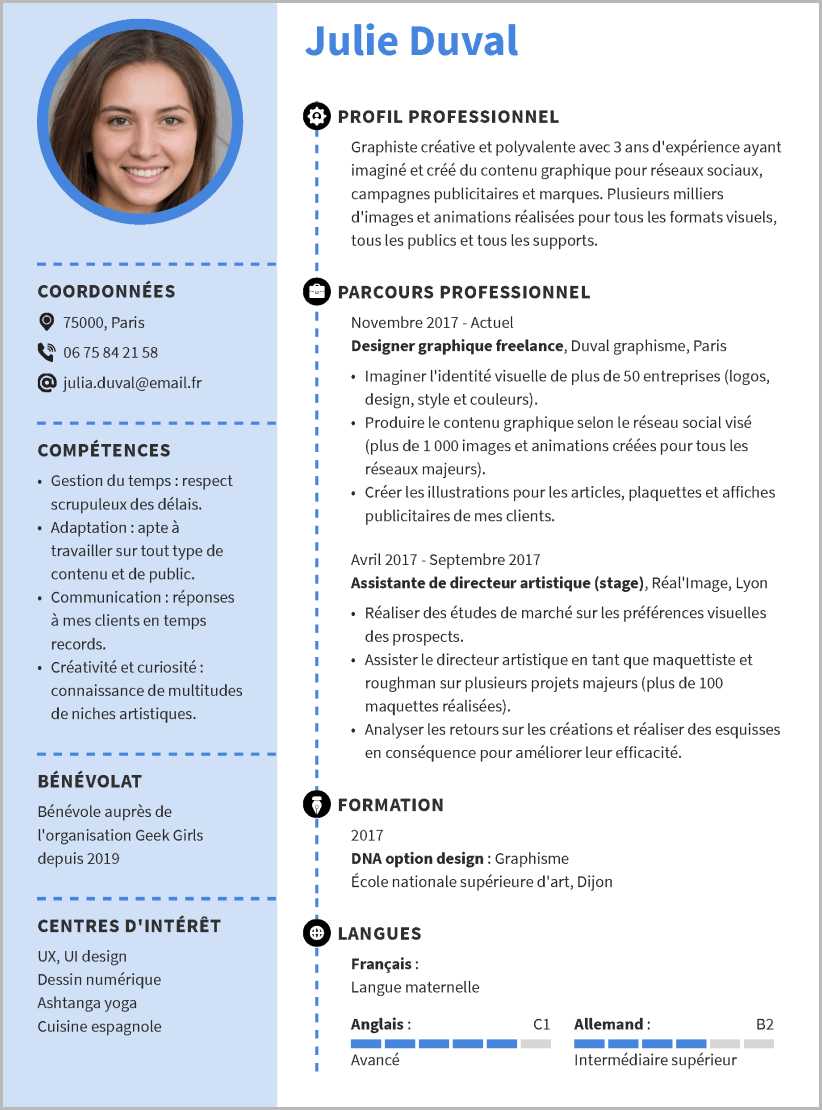 Julie Duval
COORDONNÉES
75000, Paris
06 75 84 21 58
julia.duval@email.fr
COMPÉTENCES
• Gestion du temps : respect
scrupuleux des délais.
• Adaptation : apte à
travailler sur tout type de
contenu et de public.
• Communication : réponses
à mes clients en temps
records.
• Créativité et curiosité :
connaissance de multitudes
de niches artistiques.
BÉNÉVOLAT
Bénévole auprès de
l'organisation Geek Girls
depuis 2019
CENTRES D'INTÉRÊT
UX, UI design
Dessin numérique
Ashtanga yoga
Cuisine espagnole
PROFIL PROFESSIONNEL
Graphiste créative et polyvalente avec 3 ans d'expérience ayant
imaginé et créé du contenu graphique pour réseaux sociaux,
campagnes publicitaires et marques. Plusieurs milliers
d'images et animations réalisées pour tous les formats visuels,
tous les publics et tous les supports.
PARCOURS PROFESSIONNEL
Novembre 2017 - Actuel
Designer graphique freelance, Duval graphisme, Paris
• Imaginer l'identité visuelle de plus de 50 entreprises (logos,
design, style et couleurs).
• Produire le contenu graphique selon le réseau social visé
(plus de 1 000 images et animations créées pour tous les
réseaux majeurs).
• Créer les illustrations pour les articles, plaquettes et affiches
publicitaires de mes clients.
Avril 2017 - Septembre 2017
Assistante de directeur artistique (stage), Réal'Image, Lyon
• Réaliser des études de marché sur les préférences visuelles
des prospects.
• Assister le directeur artistique en tant que maquettiste et
roughman sur plusieurs projets majeurs (plus de 100
maquettes réalisées).
• Analyser les retours sur les créations et réaliser des esquisses
en conséquence pour améliorer leur efficacité.
FORMATION
2017
DNA option design : Graphisme
École nationale supérieure d'art, Dijon
LANGUES
Français :
Langue maternelle
Anglais : C1
Avancé
Allemand : B2
Intermédiaire supérieur